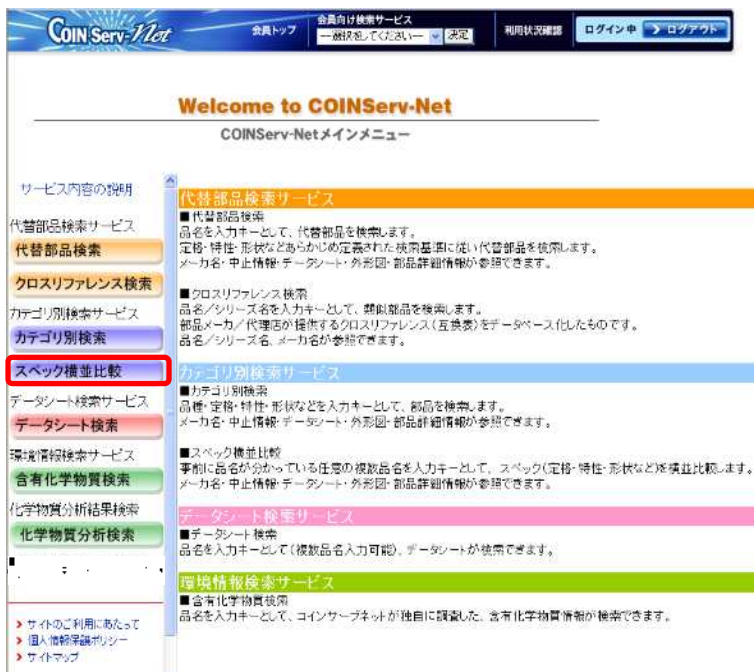 COIN Serv-Net
会員トップ
会員向け検索サービス
―選択をしてください―
決定
利用状況確認
ログイン中
ログアウト
Welcome to COINServ-Net
COINServ-Netメインメニュー
サービス内容の説明
代替部品検索サービス
代替部品検索
クロスリファレンス検索
カテゴリ別検索サービス
カテゴリ別検索
スペック横並比較
データシート検索サービス
データシート検索
環境情報検索サービス
含有化学物質検索
化学物質分析結果検索
化学物質分析検索
サイトのご利用にあたって
個人情報保護ポリシー
サイトマップ
代替部品検索サービス
■代替部品検索
品名を入力キーとして、代替部品を検索します。
定格・特性・形状などあらかじめ定義された検索基準に従い代替部品を検索します。
メーカ名・中止情報・データシート・外形図・部品詳細情報が参照できます。
■クロスリファレンス検索
品名／シリーズ名を入力キーとして、類似部品を検索します。
部品メーカ／代理店が提供するクロスリファレンス(互換表)をデータベース化したものです。
品名／シリーズ名、メーカ名が参照できます。
カテゴリ別検索サービス
■カテゴリ別検索
品種・定格・特性・形状などを入力キーとして、部品を検索します。
メーカ名・中止情報・データシート・外形図・部品詳細情報が参照できます。
■スペック横並比較
事前に品名が分かっている任意の複数品名を入力キーとして、スペック(定格・特性・形状など)を横並比較します。
メーカ名・中止情報・データシート・外形図・部品詳細情報が参照できます。
データシート検索サービス
■データシート検索
品名を入力キーとして(複数品名入力可能)、データシートが検索できます。
環境情報検索サービス
■含有化学物質検索
品名を入力キーとして、コインサーブネットが独自に調査した、含有化学物質情報が検索できます。